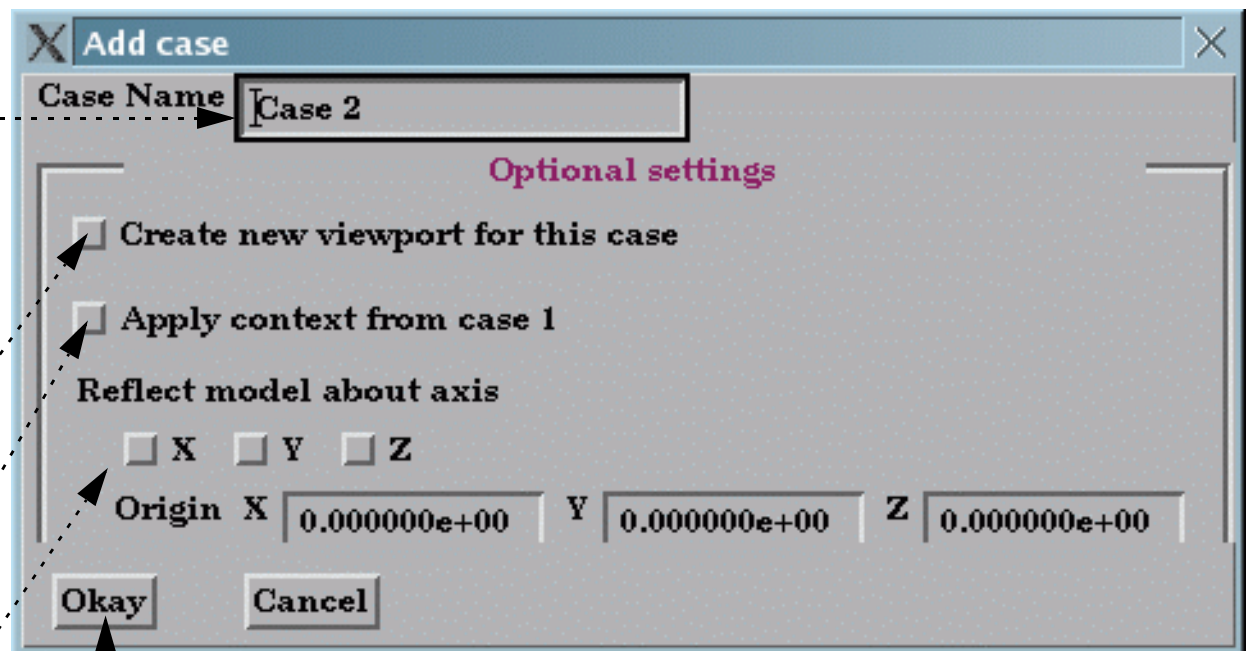 Add case
Case Name Case 2
Optional settings
Create new viewport for this case
Apply context from case 1
Reflect model about axis
X Y Z
Origin X 0.000000e+00 Y 0.000000e+00 Z 0.000000e+00
Okay Cancel